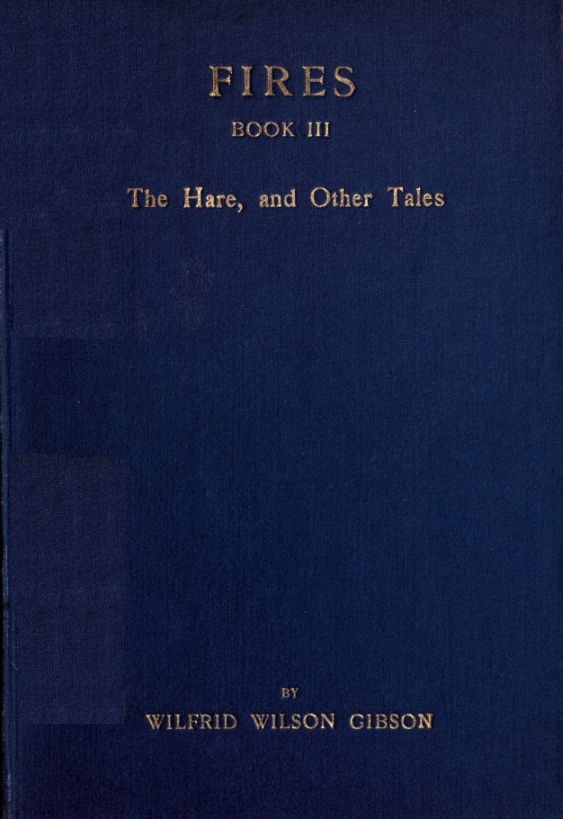 FIRES
BOOK III
The Hare, and Other Tales
BY
WILFRID WILSON GIBSON